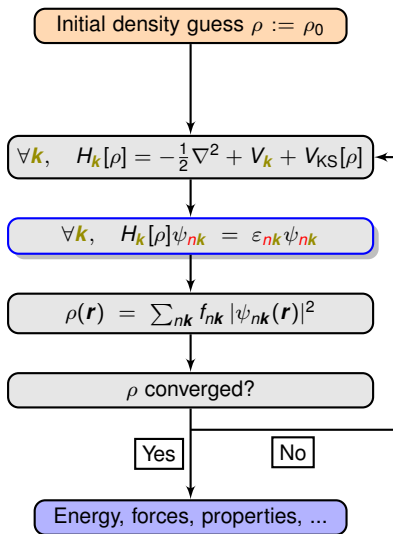 Initial density guess ρ := ρ₀
∀k, H_k[ρ] = −½∇² + V_k + V_KS[ρ]
∀k, H_k[ρ]ψ_nk = ε_nk ψ_nk
ρ(r) = ∑_nk f_nk |ψ_nk(r)|²
ρ converged?
Yes
No
Energy, forces, properties, ...